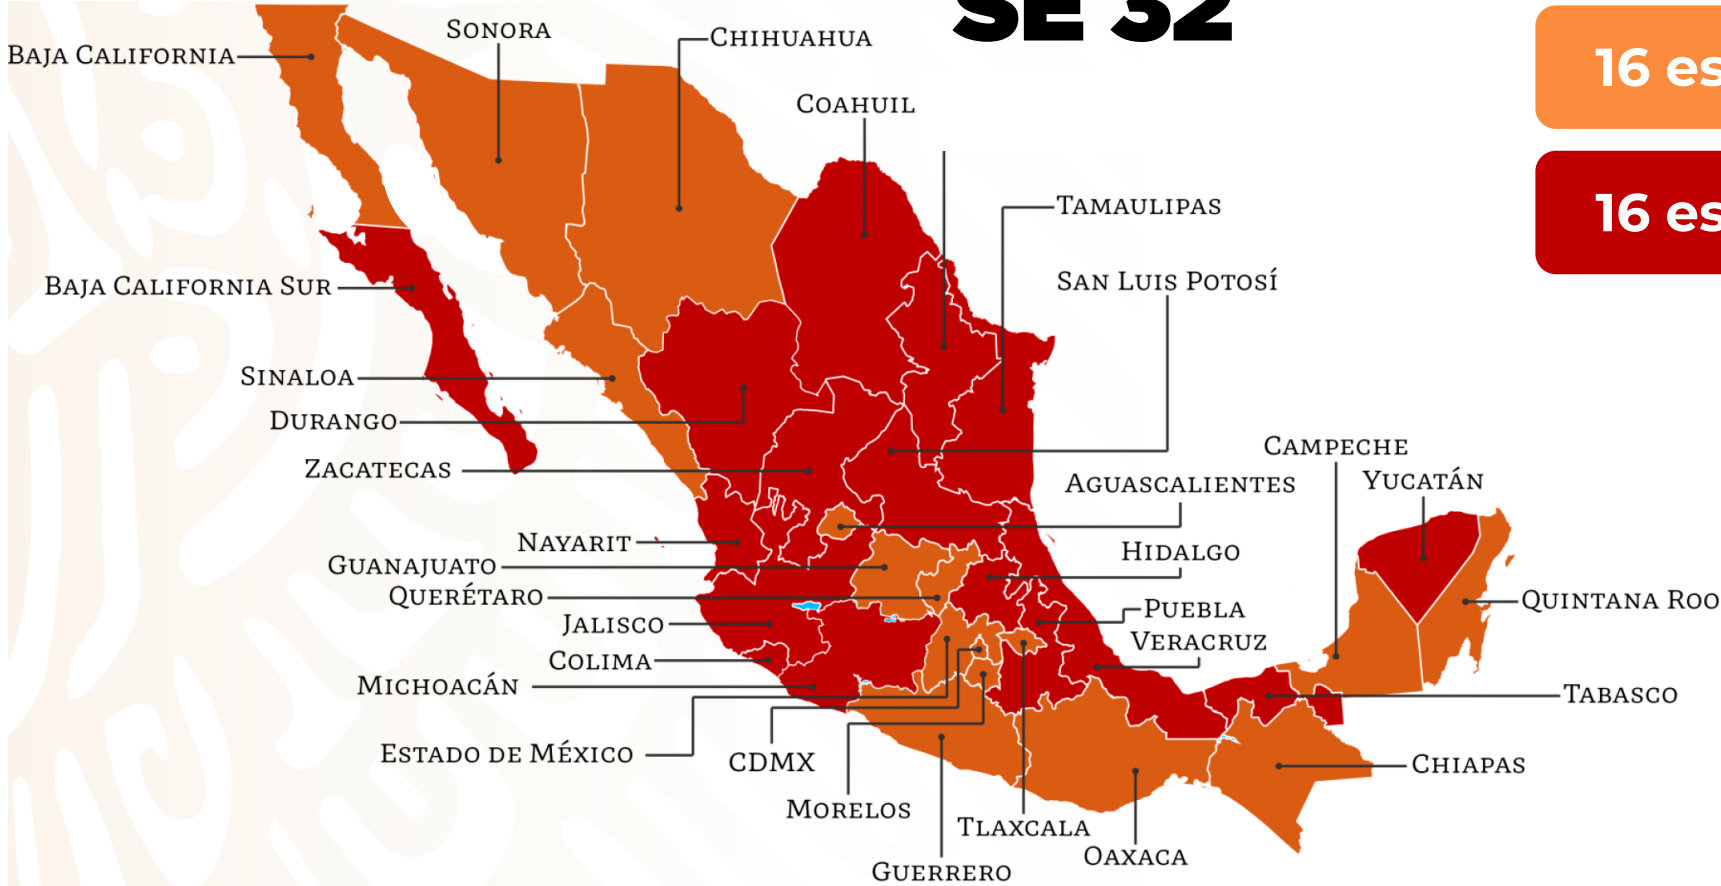 SE 32
16 es
16 es
BAJA CALIFORNIA
SONORA
CHIHUAHUA
COAHUIL
TAMAULIPAS
SAN LUIS POTOSÍ
BAJA CALIFORNIA SUR
SINALOA
DURANGO
ZACATECAS
CAMPECHE
YUCATÁN
AGUASCALIENTES
NAYARIT
HIDALGO
GUANAJUATO
QUERÉTARO
QUINTANA ROO
PUEBLA
JALISCO
VERACRUZ
COLIMA
MICHOACÁN
TABASCO
ESTADO DE MÉXICO
CDMX
CHIAPAS
MORELOS
TLAXCALA
OAXACA
GUERRERO